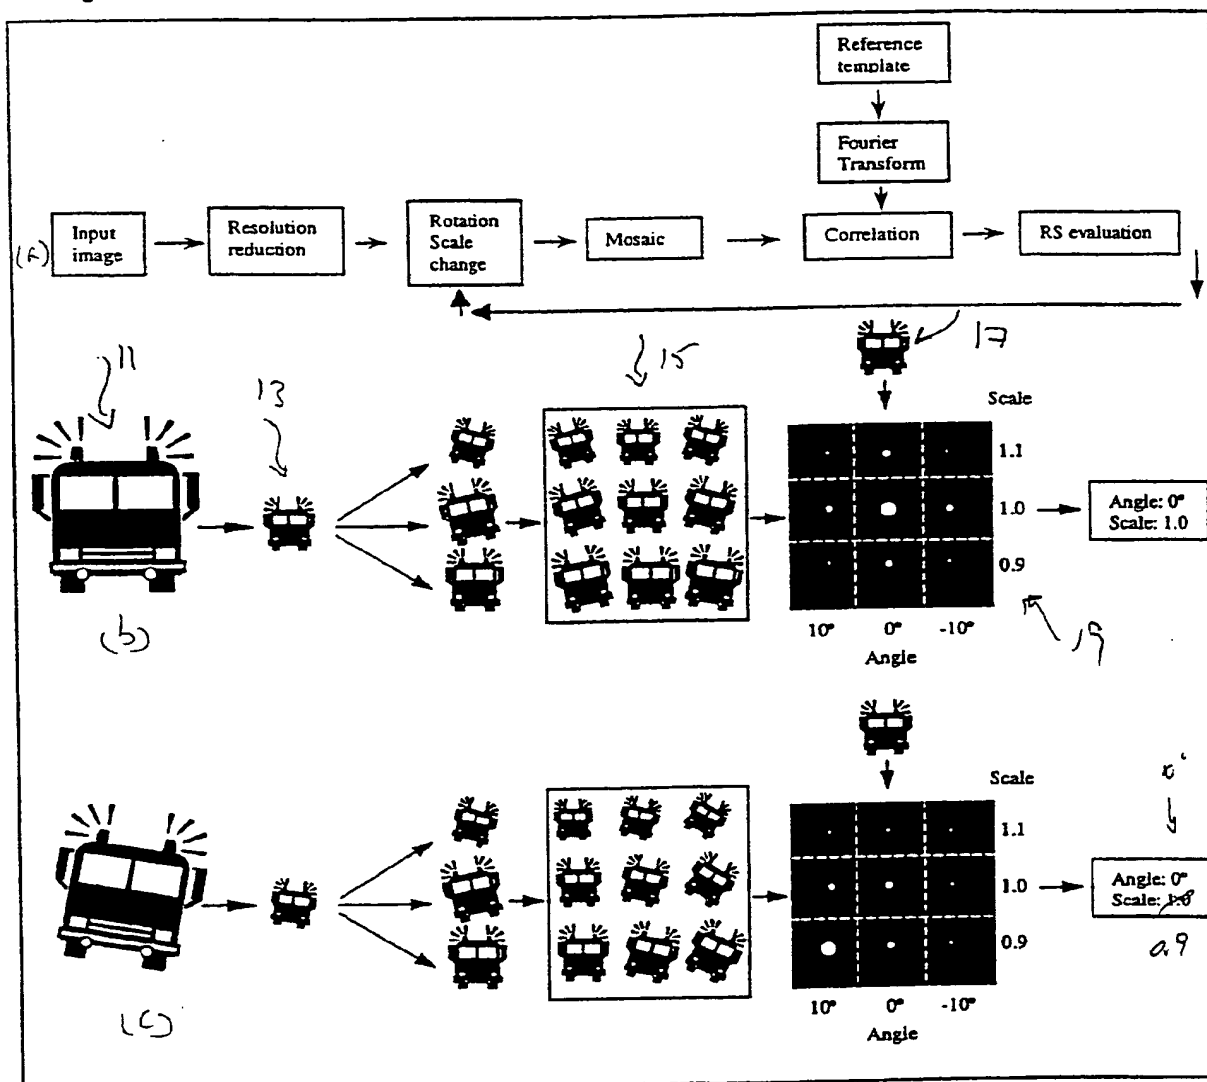 Reference
template
Fourier
Transform
(A)
Input
image
Resolution
reduction
Rotation
Scale
change
Mosaic
Correlation
RS evaluation
11
13
15
17
Scale
1.1
1.0
0.9
10° 0° -10°
Angle
Angle: 0°
Scale: 1.0
19
(b)
Scale
1.1
1.0
0.9
10° 0° -10°
Angle
Angle: 0°
Scale: 1.0
0.9
(c)